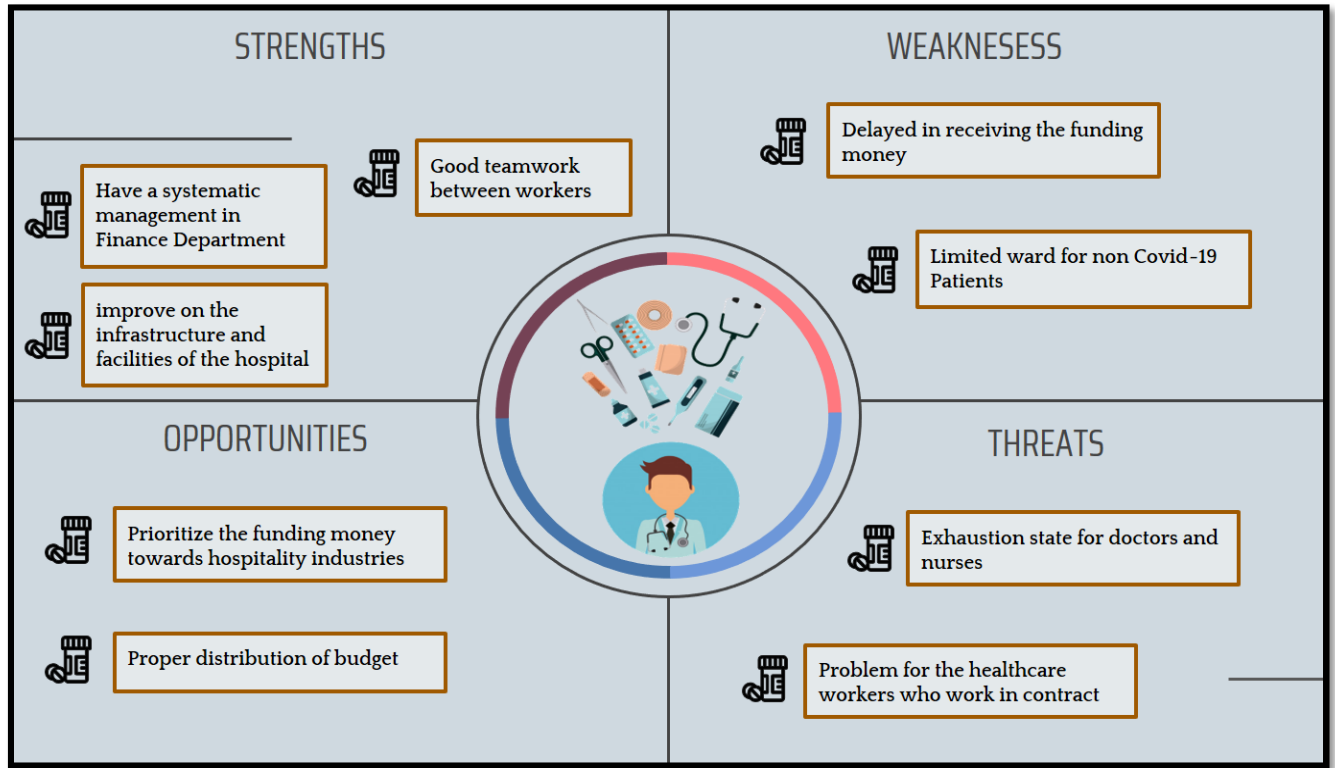 STRENGTHS
Have a systematic
management in
Finance Department
Good teamwork
between workers
improve on the
infrastructure and
facilities of the hospital
WEAKNESESS
Delayed in receiving the funding
money
Limited ward for non Covid-19
Patients
OPPORTUNITIES
Prioritize the funding money
towards hospitality industries
Proper distribution of budget
THREATS
Exhaustion state for doctors and
nurses
Problem for the healthcare
workers who work in contract